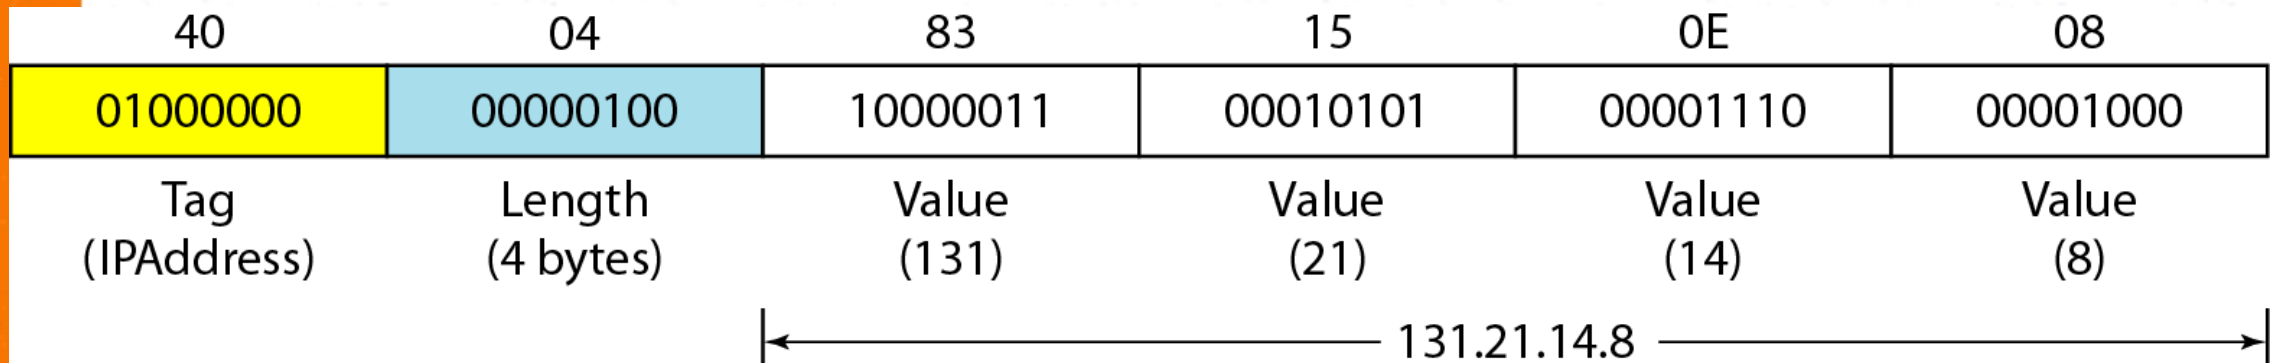 40 04 83 15 0E 08
01000000 00000100 10000011 00010101 00001110 00001000
Tag Length Value Value Value Value
(IPAddress) (4 bytes) (131) (21) (14) (8)
131.21.14.8